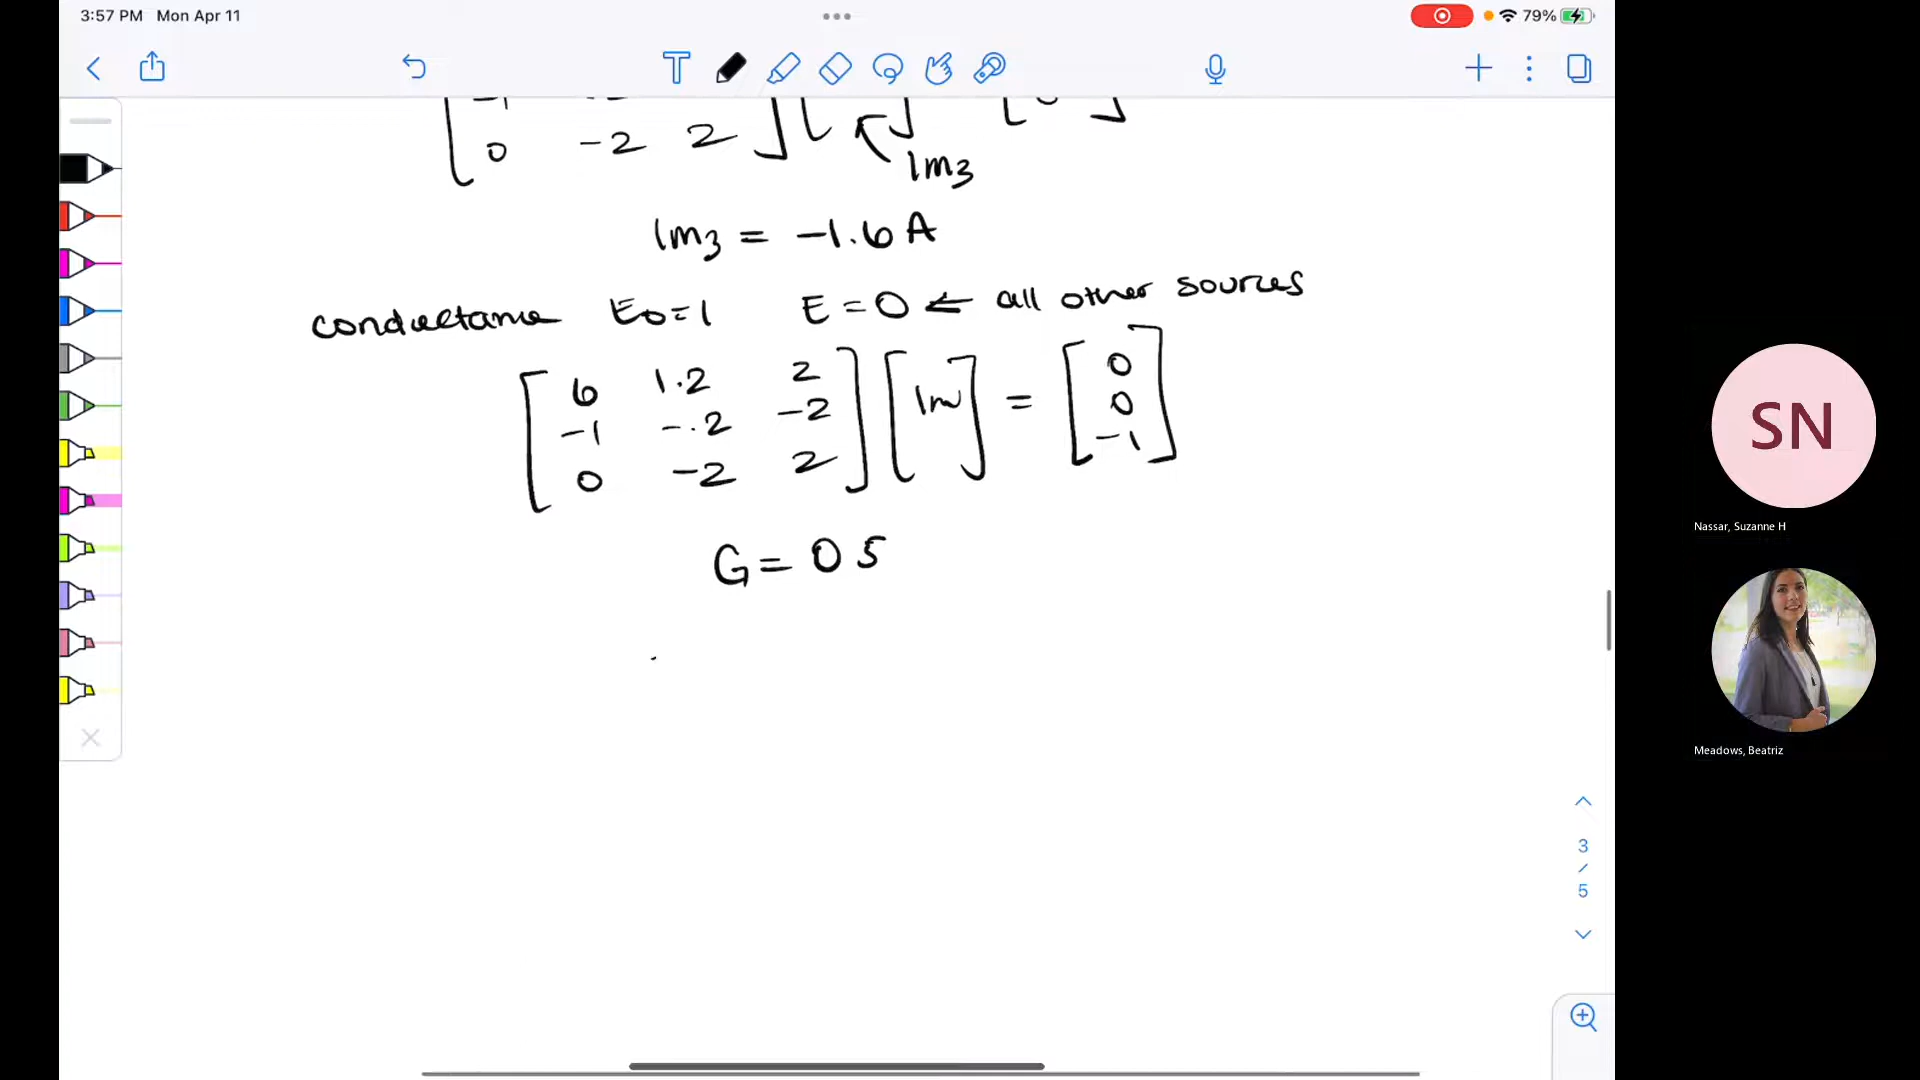 3:57 PM Mon Apr 11
79%
-1
0 -2 2
Im3
Im3 = -1.6 A
conductance Eo=1 E=0 ← all other sources
6 1.2 2
-1 -.2 -2
0 -2 2
Im
=
0
0
-1
G= 0 S
SN
Nassar, Suzanne H
Meadows, Beatriz
3
/
5